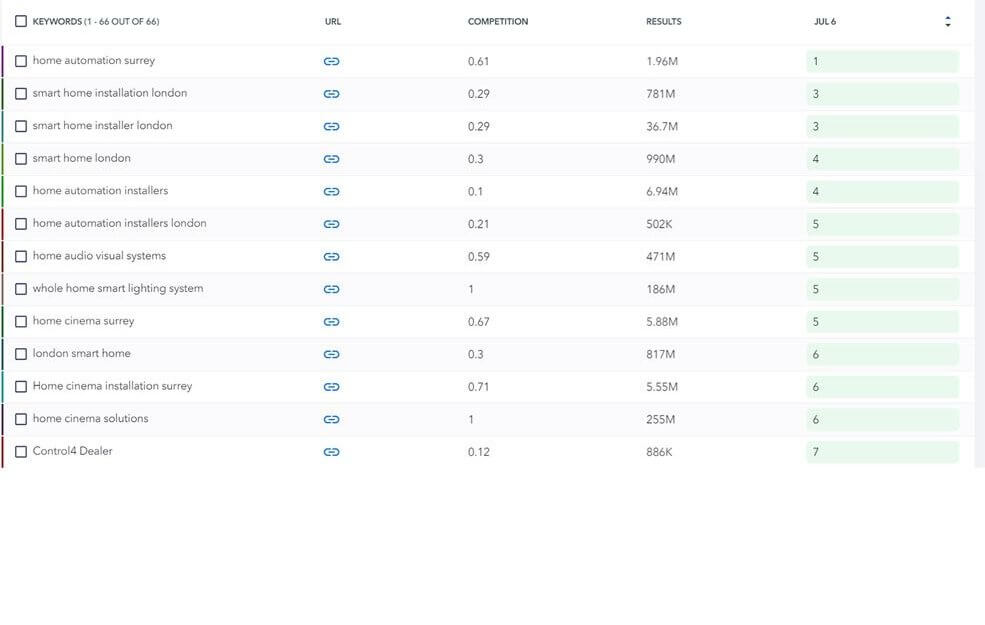 KEYWORDS (1 - 66 OUT OF 66) URL COMPETITION RESULTS JUL 6
home automation surrey 0.61 1.96M 1
smart home installation london 0.29 781M 3
smart home installer london 0.29 36.7M 3
smart home london 0.3 990M 4
home automation installers 0.1 6.94M 4
home automation installers london 0.21 502K 5
home audio visual systems 0.59 471M 5
whole home smart lighting system 1 186M 5
home cinema surrey 0.67 5.88M 5
london smart home 0.3 817M 6
Home cinema installation surrey 0.71 5.55M 6
home cinema solutions 1 255M 6
Control4 Dealer 0.12 886K 7